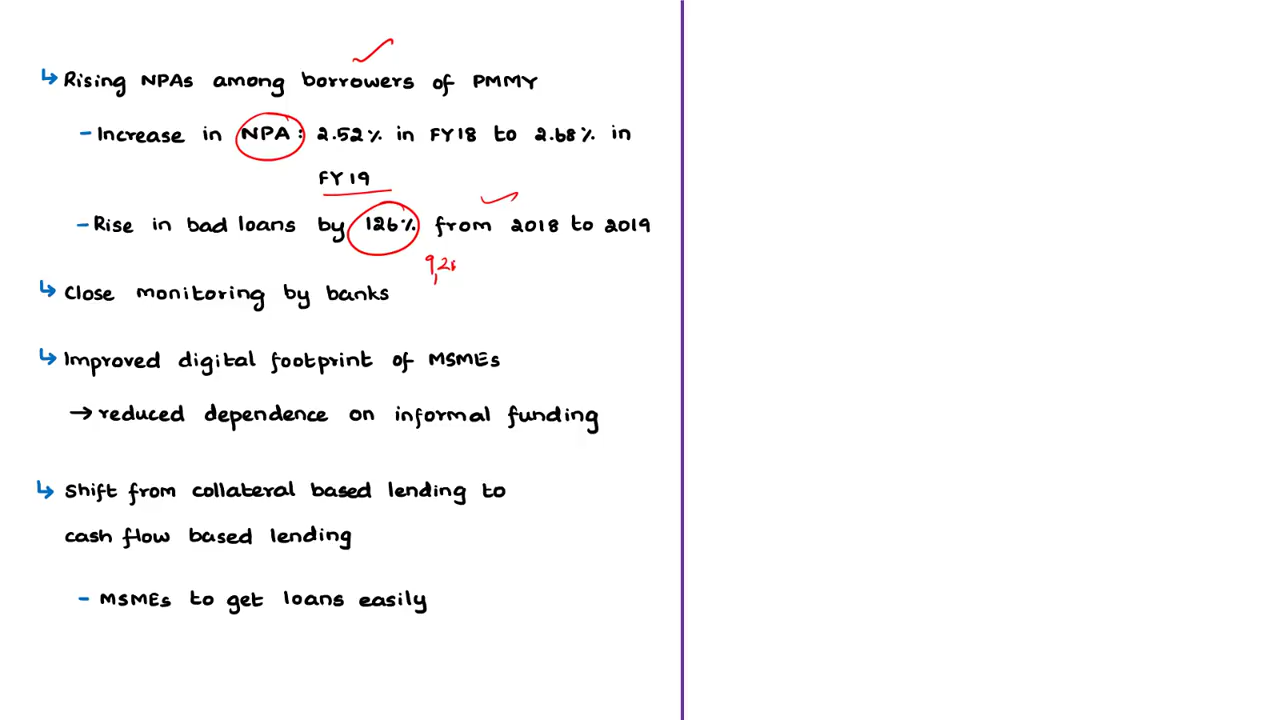 ↳ Rising NPAs among borrowers of PMMY
- Increase in NPA: 2.52% in FY18 to 2.68% in
FY19
- Rise in bad loans by 126% from 2018 to 2019
↳ Close monitoring by banks
↳ Improved digital footprint of MSMEs
→ reduced dependence on informal funding
↳ Shift from collateral based lending to
cash flow based lending
- MSMEs to get loans easily